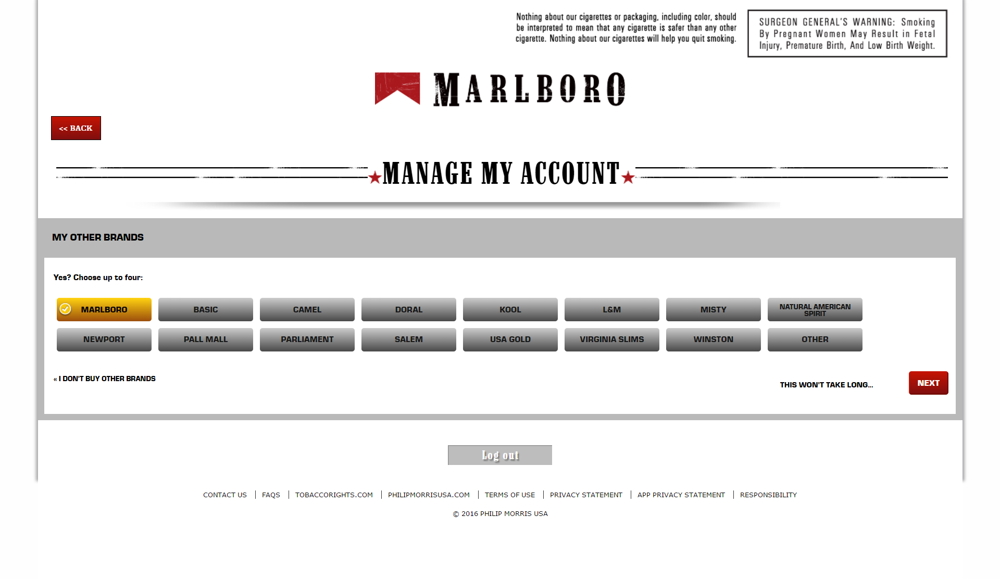 Nothing about our cigarettes or packaging, including color, should
be interpreted to mean that any cigarette is safer than any other
cigarette. Nothing about our cigarettes will help you quit smoking.
SURGEON GENERAL'S WARNING: Smoking
By Pregnant Women May Result in Fetal
Injury, Premature Birth, And Low Birth Weight.
MARLBORO
<< BACK
MANAGE MY ACCOUNT
MY OTHER BRANDS
Yes? Choose up to four:
MARLBORO
BASIC
CAMEL
DORAL
KOOL
L&M
MISTY
NATURAL AMERICAN
SPIRIT
NEWPORT
PALL MALL
PARLIAMENT
SALEM
USA GOLD
VIRGINIA SLIMS
WINSTON
OTHER
« I DON'T BUY OTHER BRANDS
THIS WON'T TAKE LONG...
NEXT
Log out
CONTACT US
FAQS
TOBACCORIGHTS.COM
PHILIPMORRISUSA.COM
TERMS OF USE
PRIVACY STATEMENT
APP PRIVACY STATEMENT
RESPONSIBILITY
© 2016 PHILIP MORRIS USA